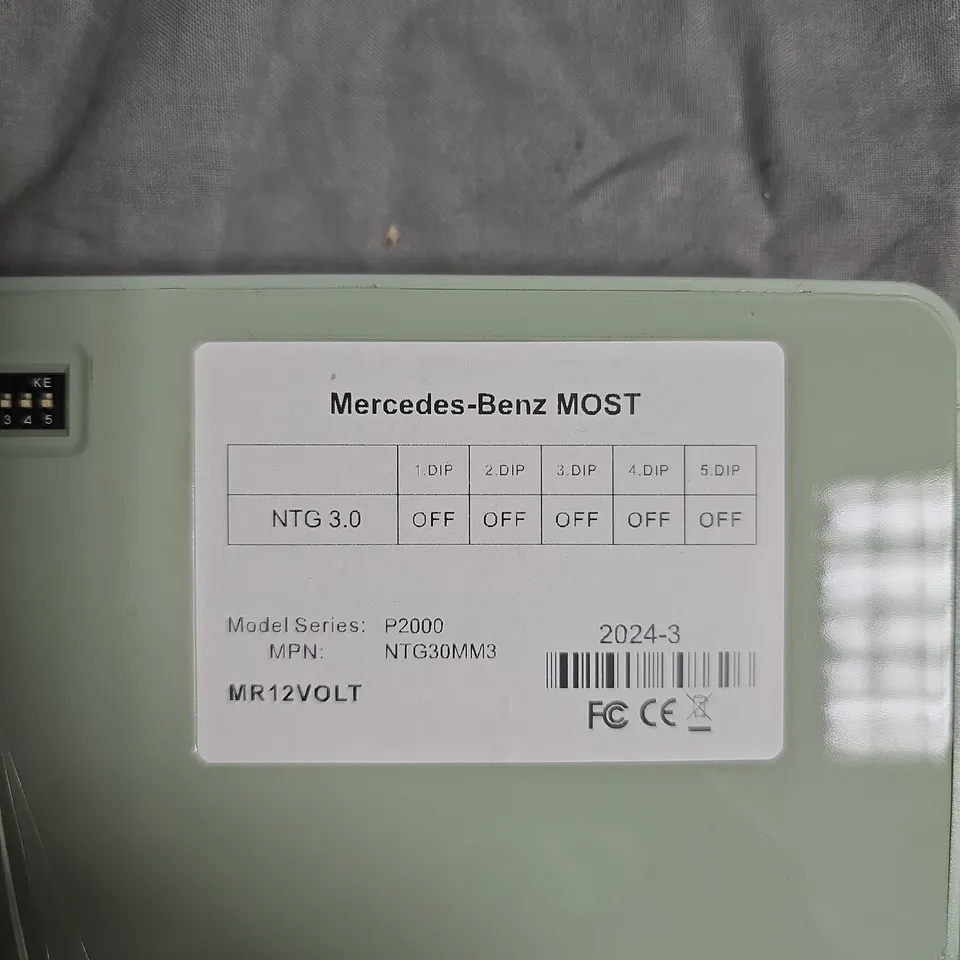 KE
3 4 5
Mercedes-Benz MOST
1.DIP 2.DIP 3.DIP 4.DIP 5.DIP
NTG 3.0 OFF OFF OFF OFF OFF
Model Series: P2000
MPN: NTG30MM3
MR12VOLT
2024-3
FC CE